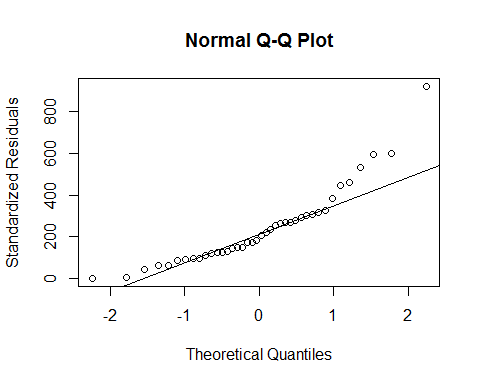 Normal Q-Q Plot
Standardized Residuals
800
600
400
200
0
-2 -1 0 1 2
Theoretical Quantiles